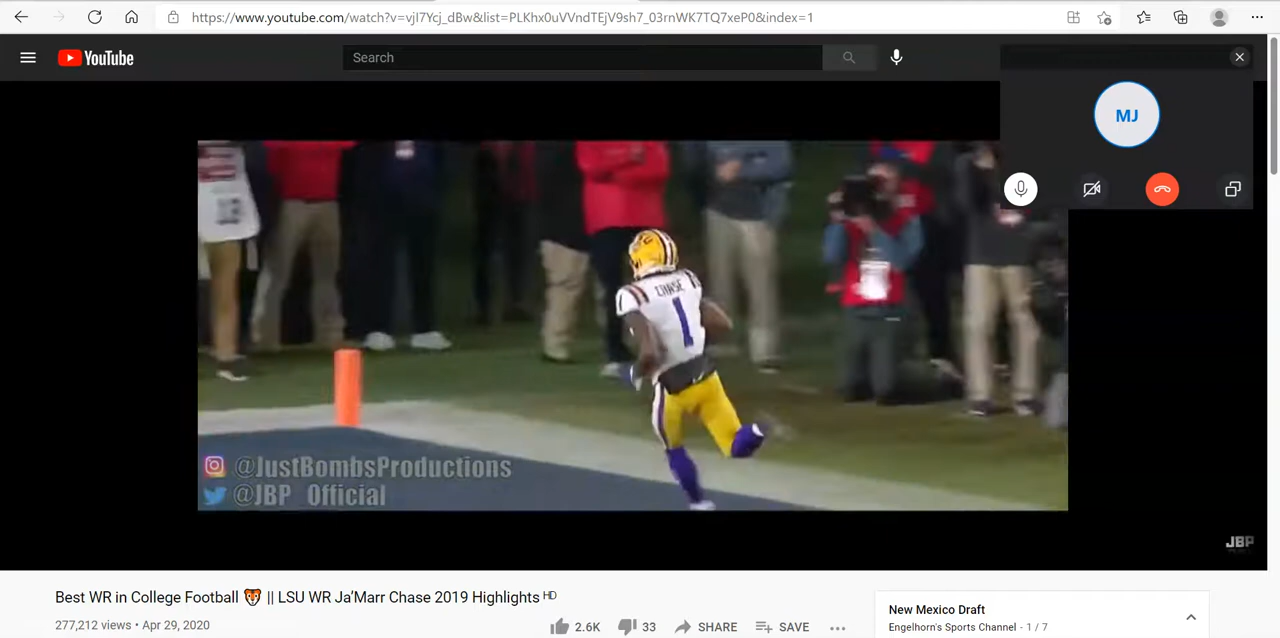 https://www.youtube.com/watch?v=vjI7Ycj_dBw&list=PLKhx0uVVndTEjV9sh7_03rnWK7TQ7xeP0&index=1
YouTube
Search
MJ
CHASE
1
@JustBombsProductions
@JBP_Official
JBP
Best WR in College Football 🐯 || LSU WR Ja’Marr Chase 2019 Highlights ᴴᴰ
277,212 views • Apr 29, 2020
2.6K
33
SHARE
SAVE
New Mexico Draft
Engelhorn's Sports Channel - 1 / 7